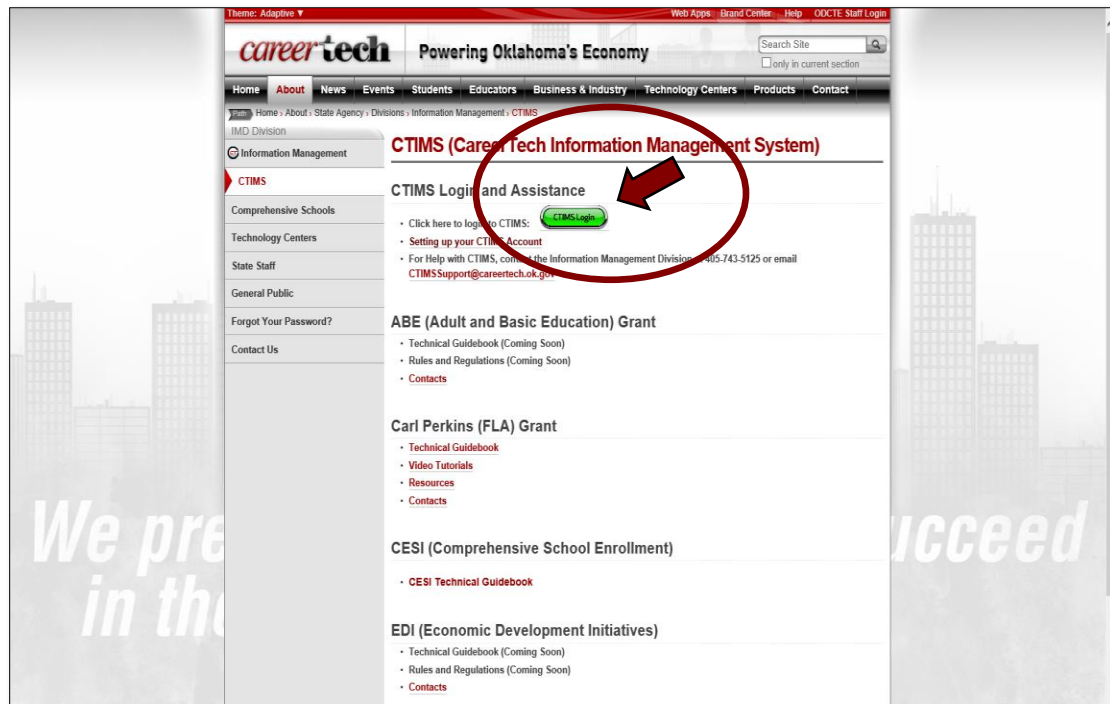 Theme: Adaptive ▼ Web Apps Brand Center Help ODCTE Staff Login
careertech Powering Oklahoma's Economy Search Site
only in current section
Home About News Events Students Educators Business & Industry Technology Centers Products Contact
Path Home › About › State Agency › Divisions › Information Management › CTIMS
IMD Division
Information Management
CTIMS
Comprehensive Schools
Technology Centers
State Staff
General Public
Forgot Your Password?
Contact Us
CTIMS (CareerTech Information Management System)
CTIMS Login and Assistance
• Click here to login to CTIMS: CTIMS Login
• Setting up your CTIMS Account
• For Help with CTIMS, contact the Information Management Division 405-743-5125 or email
CTIMSSupport@careertech.ok.gov
ABE (Adult and Basic Education) Grant
• Technical Guidebook (Coming Soon)
• Rules and Regulations (Coming Soon)
• Contacts
Carl Perkins (FLA) Grant
• Technical Guidebook
• Video Tutorials
• Resources
• Contacts
CESI (Comprehensive School Enrollment)
• CESI Technical Guidebook
EDI (Economic Development Initiatives)
• Technical Guidebook (Coming Soon)
• Rules and Regulations (Coming Soon)
• Contacts
We pre
in the